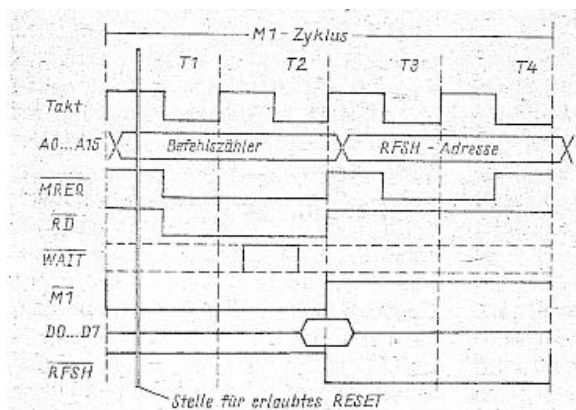 M1-Zyklus
T1 T2 T3 T4
Takt
A0...A15 Befehlszähler RFSH-Adresse
MREQ
RD
WAIT
M1
D0...D7
RFSH
Stelle für erlaubtes RESET